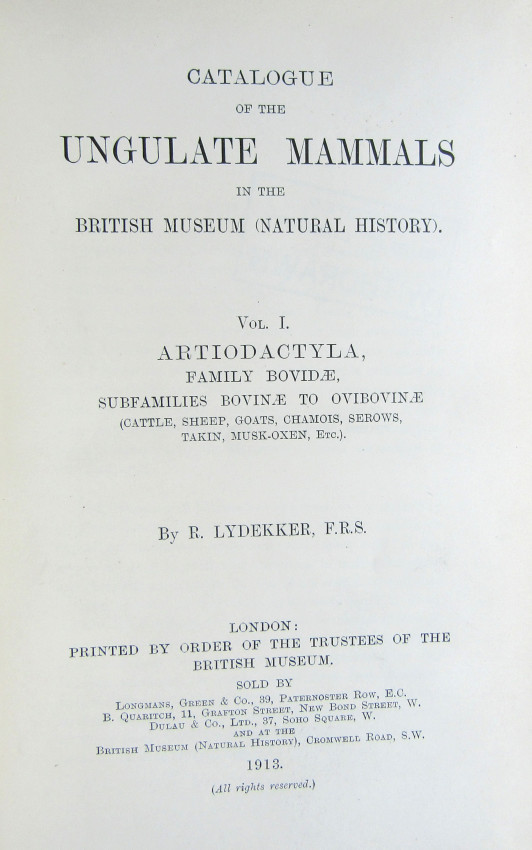 CATALOGUE
OF THE
UNGULATE MAMMALS
IN THE
BRITISH MUSEUM (NATURAL HISTORY).
VOL. I.
ARTIODACTYLA,
FAMILY BOVIDÆ,
SUBFAMILIES BOVINÆ TO OVIBOVINÆ
(CATTLE, SHEEP, GOATS, CHAMOIS, SEROWS,
TAKIN, MUSK-OXEN, ETC.).
By R. LYDEKKER, F.R.S.
LONDON:
PRINTED BY ORDER OF THE TRUSTEES OF THE
BRITISH MUSEUM.
SOLD BY
LONGMANS, GREEN & CO., 39, PATERNOSTER ROW, E.C.
B. QUARITCH, 11, GRAFTON STREET, NEW BOND STREET, W.
DULAU & CO., LTD., 37, SOHO SQUARE, W.
AND AT THE
BRITISH MUSEUM (NATURAL HISTORY), CROMWELL ROAD, S.W.
1913.
(All rights reserved.)